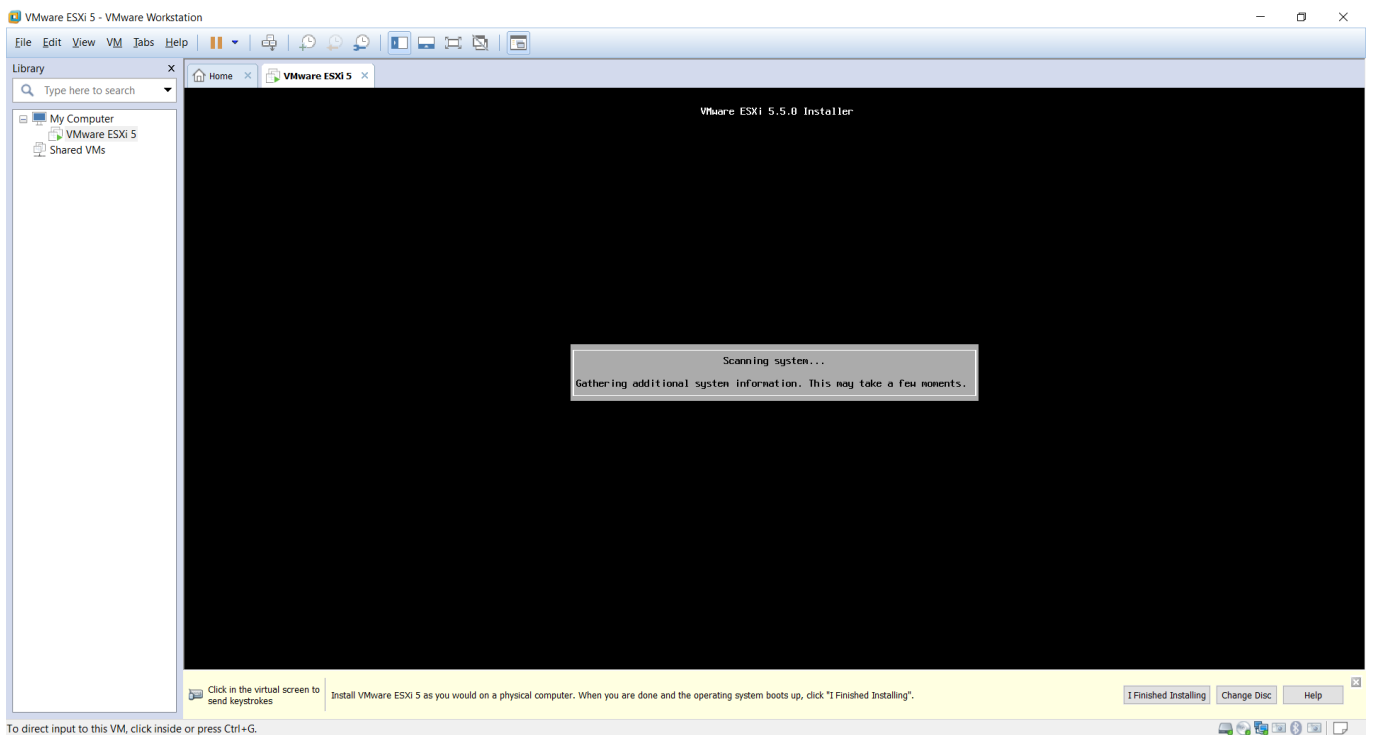 VMware ESXi 5 - VMware Workstation
File Edit View VM Tabs Help
Library x
Type here to search
My Computer
VMware ESXi 5
Shared VMs
Home × VMware ESXi 5 ×
VMware ESXi 5.5.0 Installer
Scanning system...
Gathering additional system information. This may take a few moments.
Click in the virtual screen to
send keystrokes
Install VMware ESXi 5 as you would on a physical computer. When you are done and the operating system boots up, click "I Finished Installing".
I Finished Installing Change Disc Help
To direct input to this VM, click inside or press Ctrl+G.